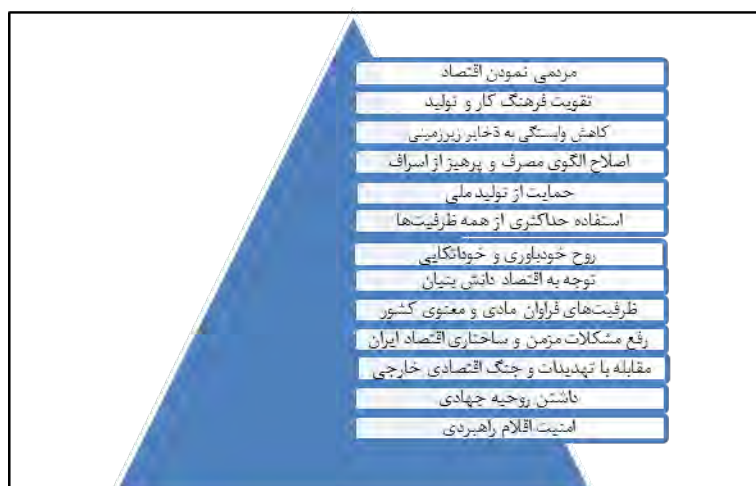 مردمی نمودن اقتصاد
تقویت فرهنگ کار و تولید
کاهش وابستگی به ذخایر زیرزمینی
اصلاح الگوی مصرف و پرهیز از اسراف
حمایت از تولید ملی
استفاده حداکثری از همه ظرفیت‌ها
روح خودباوری و خوداتکایی
توجه به اقتصاد دانش بنیان
ظرفیت‌های فراوان مادی و معنوی کشور
رفع مشکلات مزمن و ساختاری اقتصاد ایران
مقابله با تهدیدات و جنگ اقتصادی خارجی
داشتن روحیه جهادی
امنیت اقلام راهبردی